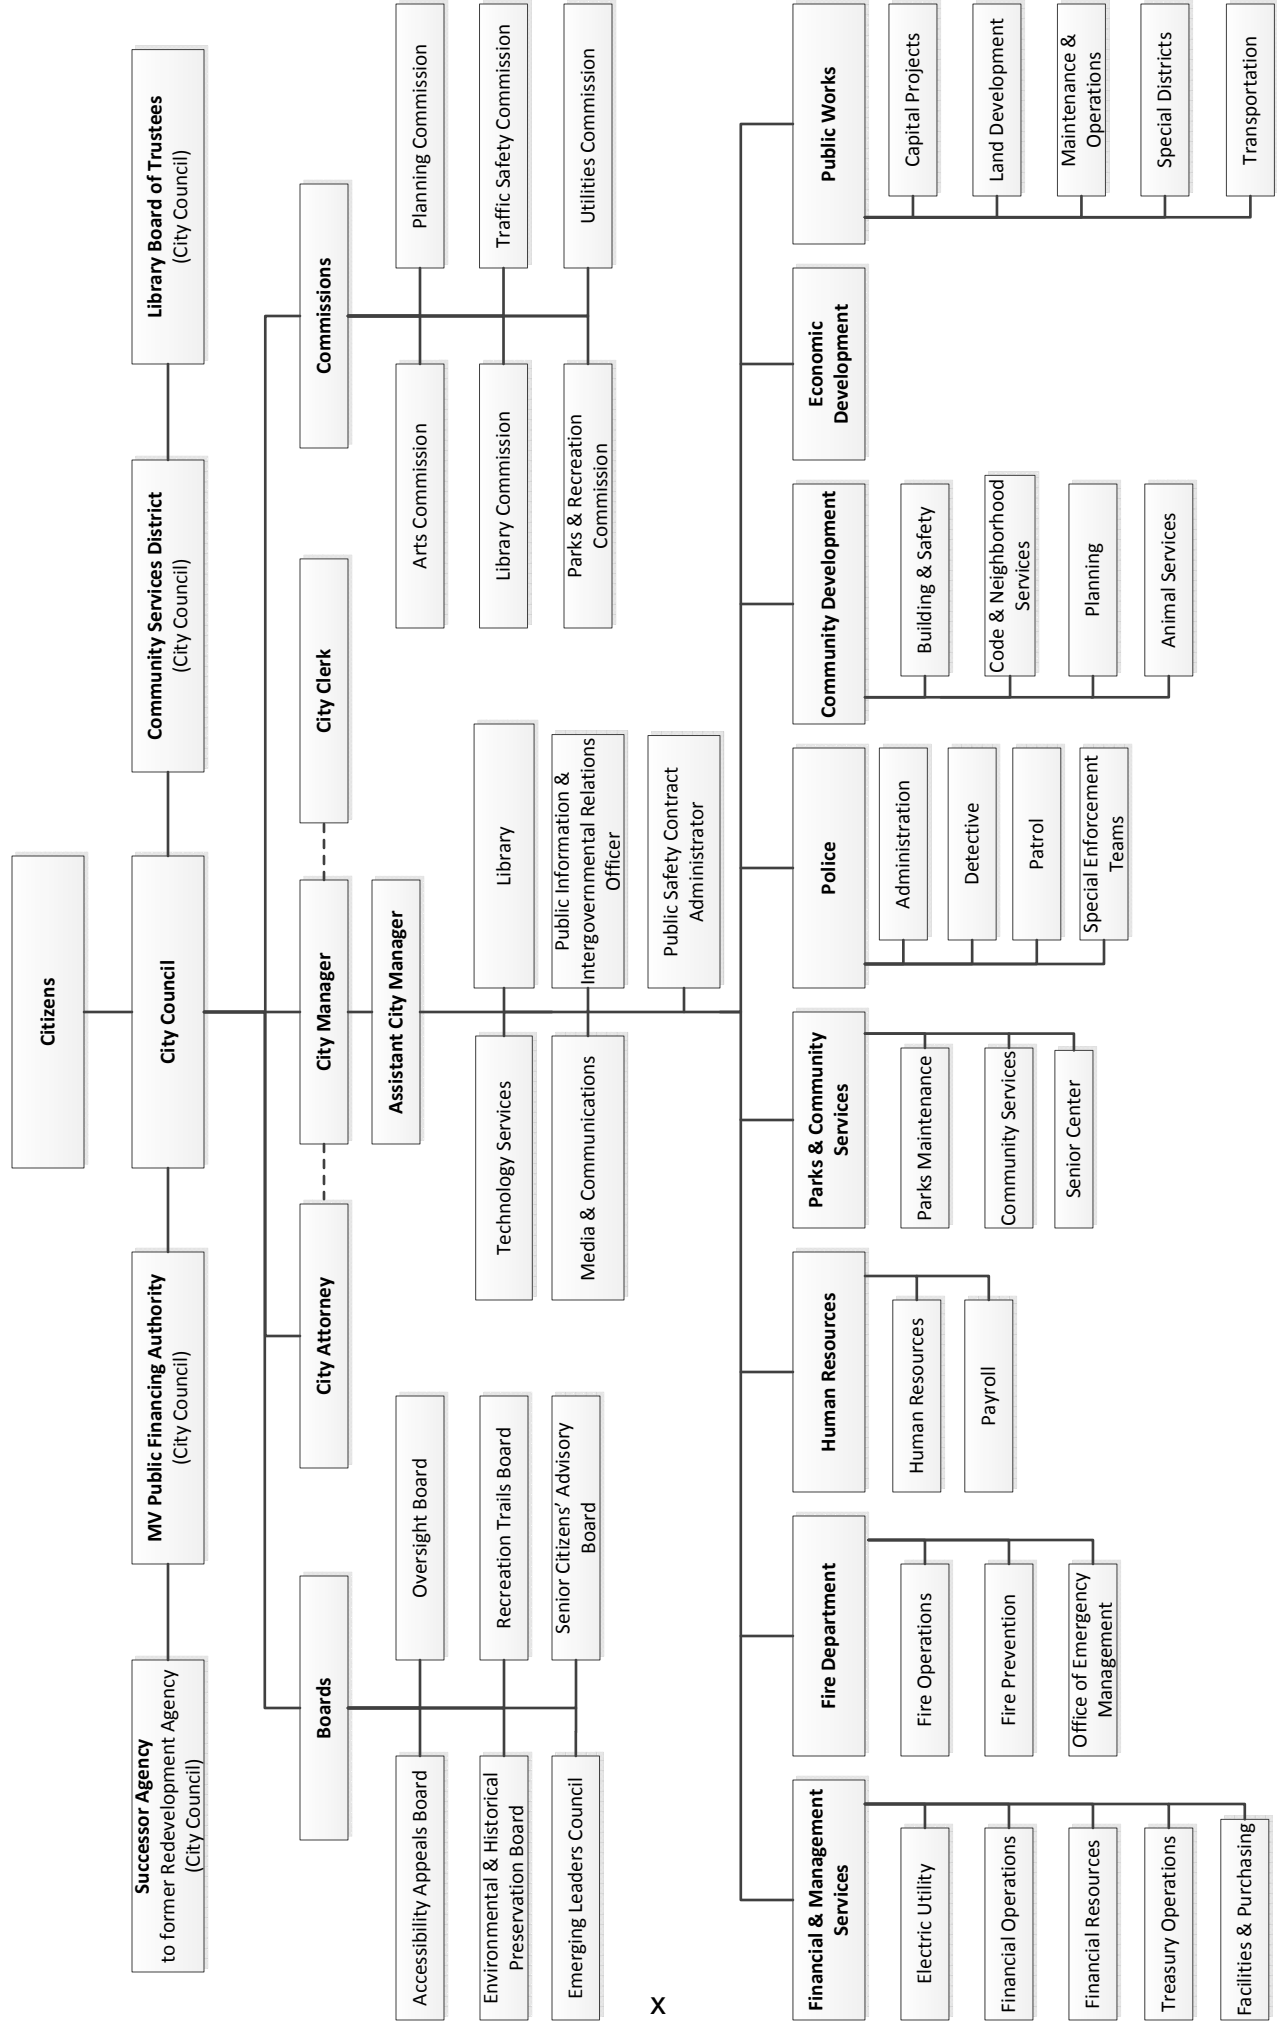 Citizens
Successor Agency
to former Redevelopment Agency
(City Council)
MV Public Financing Authority
(City Council)
City Council
Community Services District
(City Council)
Library Board of Trustees
(City Council)
Boards
City Attorney
City Manager
City Clerk
Commissions
Assistant City Manager
Accessibility Appeals Board
Oversight Board
Environmental & Historical
Preservation Board
Recreation Trails Board
Emerging Leaders Council
Senior Citizens’ Advisory
Board
Technology Services
Library
Media & Communications
Public Information &
Intergovernmental Relations
Officer
Public Safety Contract
Administrator
Arts Commission
Planning Commission
Library Commission
Traffic Safety Commission
Parks & Recreation
Commission
Utilities Commission
Financial & Management
Services
Electric Utility
Financial Operations
Financial Resources
Treasury Operations
Facilities & Purchasing
Fire Department
Fire Operations
Fire Prevention
Office of Emergency
Management
Human Resources
Human Resources
Payroll
Parks & Community
Services
Parks Maintenance
Community Services
Senior Center
Police
Administration
Detective
Patrol
Special Enforcement
Teams
Community Development
Building & Safety
Code & Neighborhood
Services
Planning
Animal Services
Economic
Development
Public Works
Capital Projects
Land Development
Maintenance &
Operations
Special Districts
Transportation
x